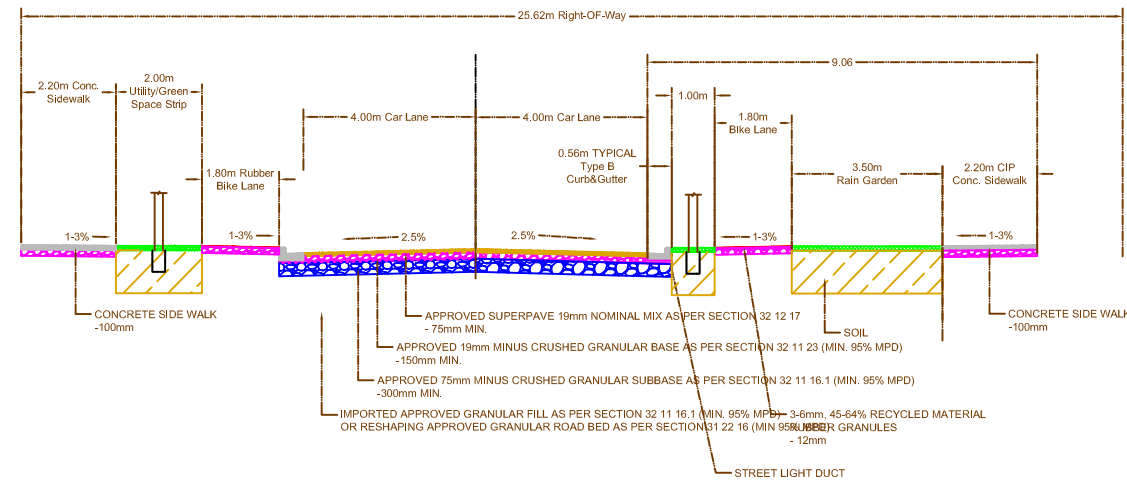 25.62m Right-OF-Way
9.06
2.20m Conc.
Sidewalk
2.00m
Utility/Green
Space Strip
1.00m
4.00m Car Lane
4.00m Car Lane
1.80m
BIke Lane
0.56m TYPICAL
Type B
Curb&Gutter
1.80m Rubber
Bike Lane
3.50m
Rain Garden
2.20m CIP
Conc. Sidewalk
1-3%
1-3%
2.5%
2.5%
1-3%
1-3%
CONCRETE SIDE WALK
-100mm
APPROVED SUPERPAVE 19mm NOMINAL MIX AS PER SECTION 32 12 17
- 75mm MIN.
CONCRETE SIDE WALK
-100mm
SOIL
APPROVED 19mm MINUS CRUSHED GRANULAR BASE AS PER SECTION 32 11 23 (MIN. 95% MPD)
-150mm MIN.
APPROVED 75mm MINUS CRUSHED GRANULAR SUBBASE AS PER SECTION 32 11 16.1 (MIN. 95% MPD)
-300mm MIN.
IMPORTED APPROVED GRANULAR FILL AS PER SECTION 32 11 16.1 (MIN. 95% MPD)
OR RESHAPING APPROVED GRANULAR ROAD BED AS PER SECTION 31 22 16 (MIN 95% MPD)
3-6mm, 45-64% RECYCLED MATERIAL
RUBBER GRANULES
- 12mm
STREET LIGHT DUCT